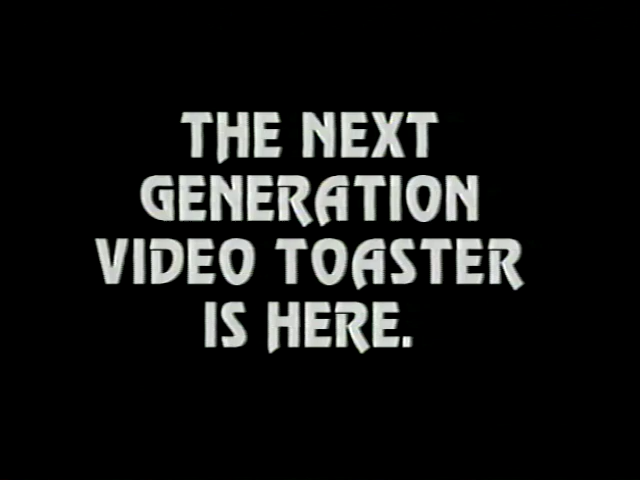 THE NEXT
GENERATION
VIDEO TOASTER
IS HERE.